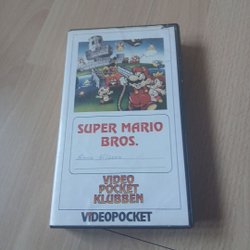 SUPER MARIO
BROS.
VIDEO
POCKET
KLUBBEN
VIDEOPOCKET